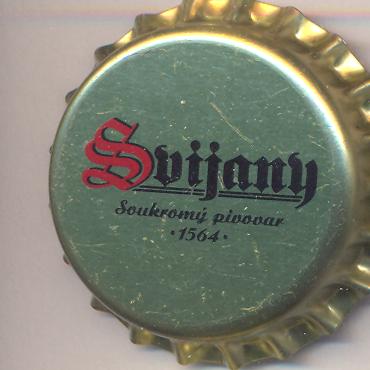 Svijany
Soukromý pivovar
·1564·